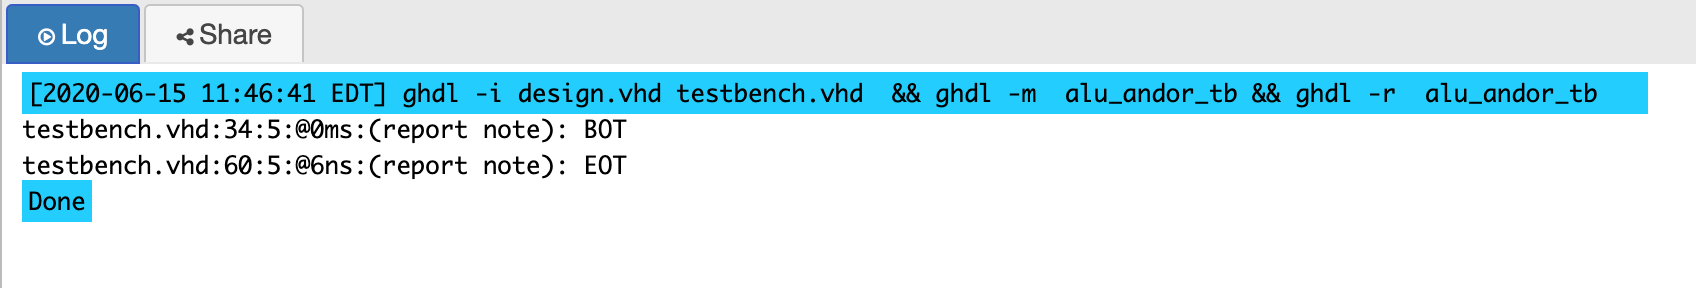 Log Share
[2020-06-15 11:46:41 EDT] ghdl -i design.vhd testbench.vhd  && ghdl -m  alu_andor_tb && ghdl -r  alu_andor_tb
testbench.vhd:34:5:@0ms:(report note): BOT
testbench.vhd:60:5:@6ns:(report note): EOT
Done